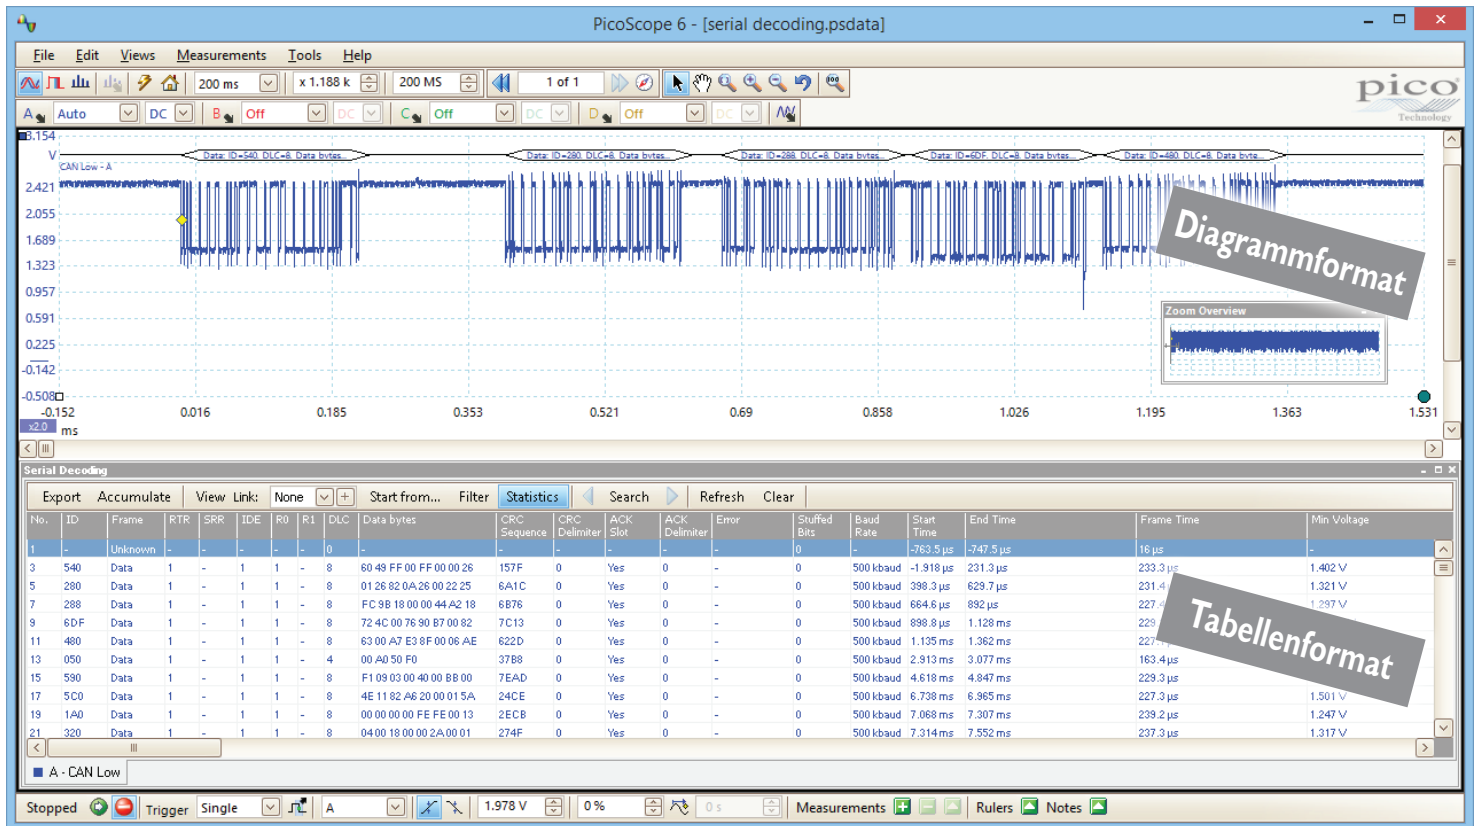 PicoScope 6 - [serial decoding.psdata]
File Edit Views Measurements Tools Help
200 ms x 1.188 k 200 MS 1 of 1
pico
Technology
A Auto DC B Off DC C Off DC D Off DC
3.154
V
Data: ID=540. DLC=8. Data bytes... Data: ID=280. DLC=8. Data bytes... Data: ID=288. DLC=8. Data bytes... Data: ID=6DF. DLC=8. Data bytes... Data: ID=480. DLC=8. Data byte...
CAN Low - A
2.421
2.055
1.689
1.323
0.957
0.591
0.225
-0.142
-0.508
Diagrammformat
Zoom Overview
-0.152 0.016 0.185 0.353 0.521 0.69 0.858 1.026 1.195 1.363 1.531
x2.0 ms
Serial Decoding
Export Accumulate View Link: None Start from... Filter Statistics Search Refresh Clear
No. ID Frame RTR SRR IDE R0 R1 DLC Data bytes CRC Sequence CRC Delimiter ACK Slot ACK Delimiter Error Stuffed Bits Baud Rate Start Time End Time Frame Time Min Voltage
1 - Unknown - - - - - 0 - - - - - - 0 - -763.5 µs -747.5 µs 16 µs -
3 540 Data 1 - 1 1 - 8 60 49 FF 00 FF 00 00 26 157F 0 Yes 0 - 0 500 kbaud -1.918 µs 231.3 µs 233.3 µs 1.402 V
5 280 Data 1 - 1 1 - 8 01 26 82 0A 26 00 22 25 6A1C 0 Yes 0 - 0 500 kbaud 398.3 µs 629.7 µs 231.4 µs 1.321 V
7 288 Data 1 - 1 1 - 8 FC 9B 18 00 00 44 A2 18 6B76 0 Yes 0 - 0 500 kbaud 664.6 µs 892 µs 1.297 V
9 6DF Data 1 - 1 1 - 8 72 4C 00 76 90 B7 00 82 7C13 0 Yes 0 - 0 500 kbaud 898.8 µs 1.128 ms
11 480 Data 1 - 1 1 - 8 63 00 A7 E3 8F 00 06 AE 622D 0 Yes 0 - 0 500 kbaud 1.135 ms 1.362 ms
13 050 Data 1 - 1 1 - 4 00 A0 50 F0 37B8 0 Yes 0 - 0 500 kbaud 2.913 ms 3.077 ms 163.4 µs
15 590 Data 1 - 1 1 - 8 F1 09 03 00 40 00 BB 00 7EAD 0 Yes 0 - 0 500 kbaud 4.618 ms 4.847 ms 229.3 µs
17 5C0 Data 1 - 1 1 - 8 4E 11 82 A6 20 00 01 5A 24CE 0 Yes 0 - 0 500 kbaud 6.738 ms 6.965 ms 227.3 µs 1.501 V
19 1A0 Data 1 - 1 1 - 8 00 00 00 00 FE FE 00 13 2ECB 0 Yes 0 - 0 500 kbaud 7.068 ms 7.307 ms 239.2 µs 1.247 V
21 320 Data 1 - 1 1 - 8 04 00 18 00 00 2A 00 01 274F 0 Yes 0 - 0 500 kbaud 7.314 ms 7.552 ms 237.3 µs 1.317 V
Tabellenformat
A - CAN Low
Stopped Trigger Single A 1.978 V 0 % 0 s Measurements Rulers Notes